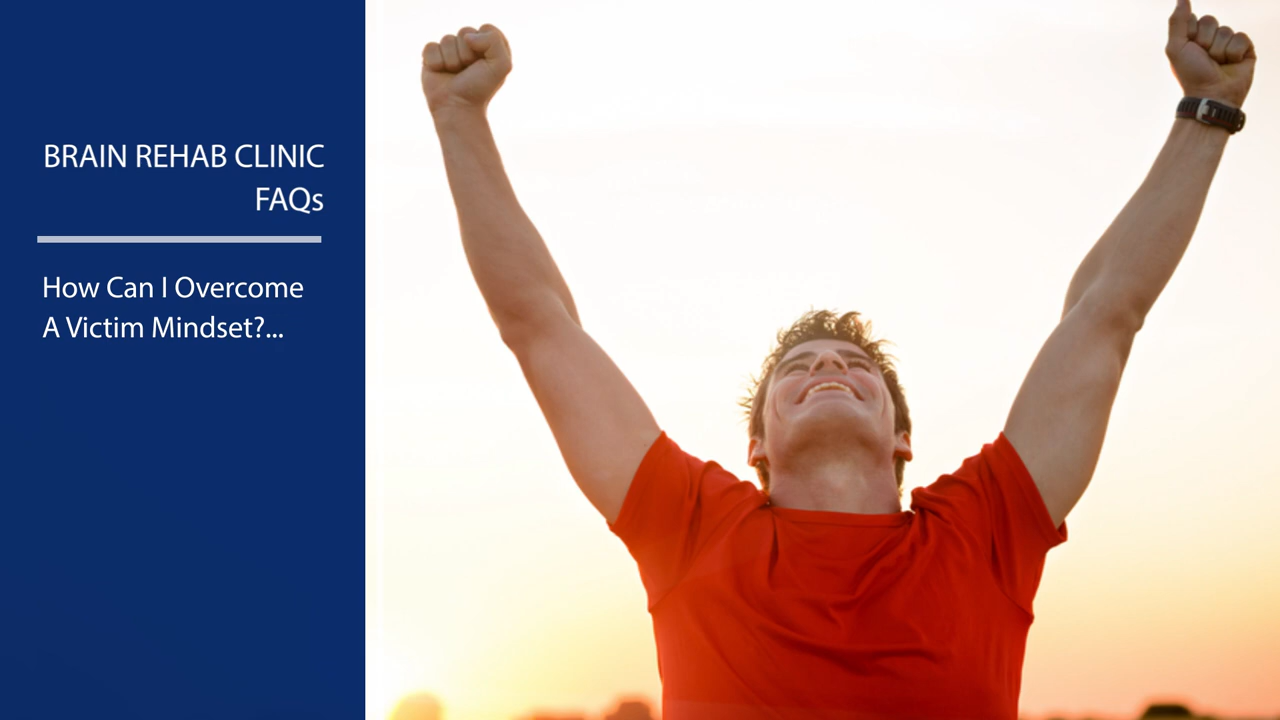 BRAIN REHAB CLINIC
FAQs
How Can I Overcome
A Victim Mindset?...